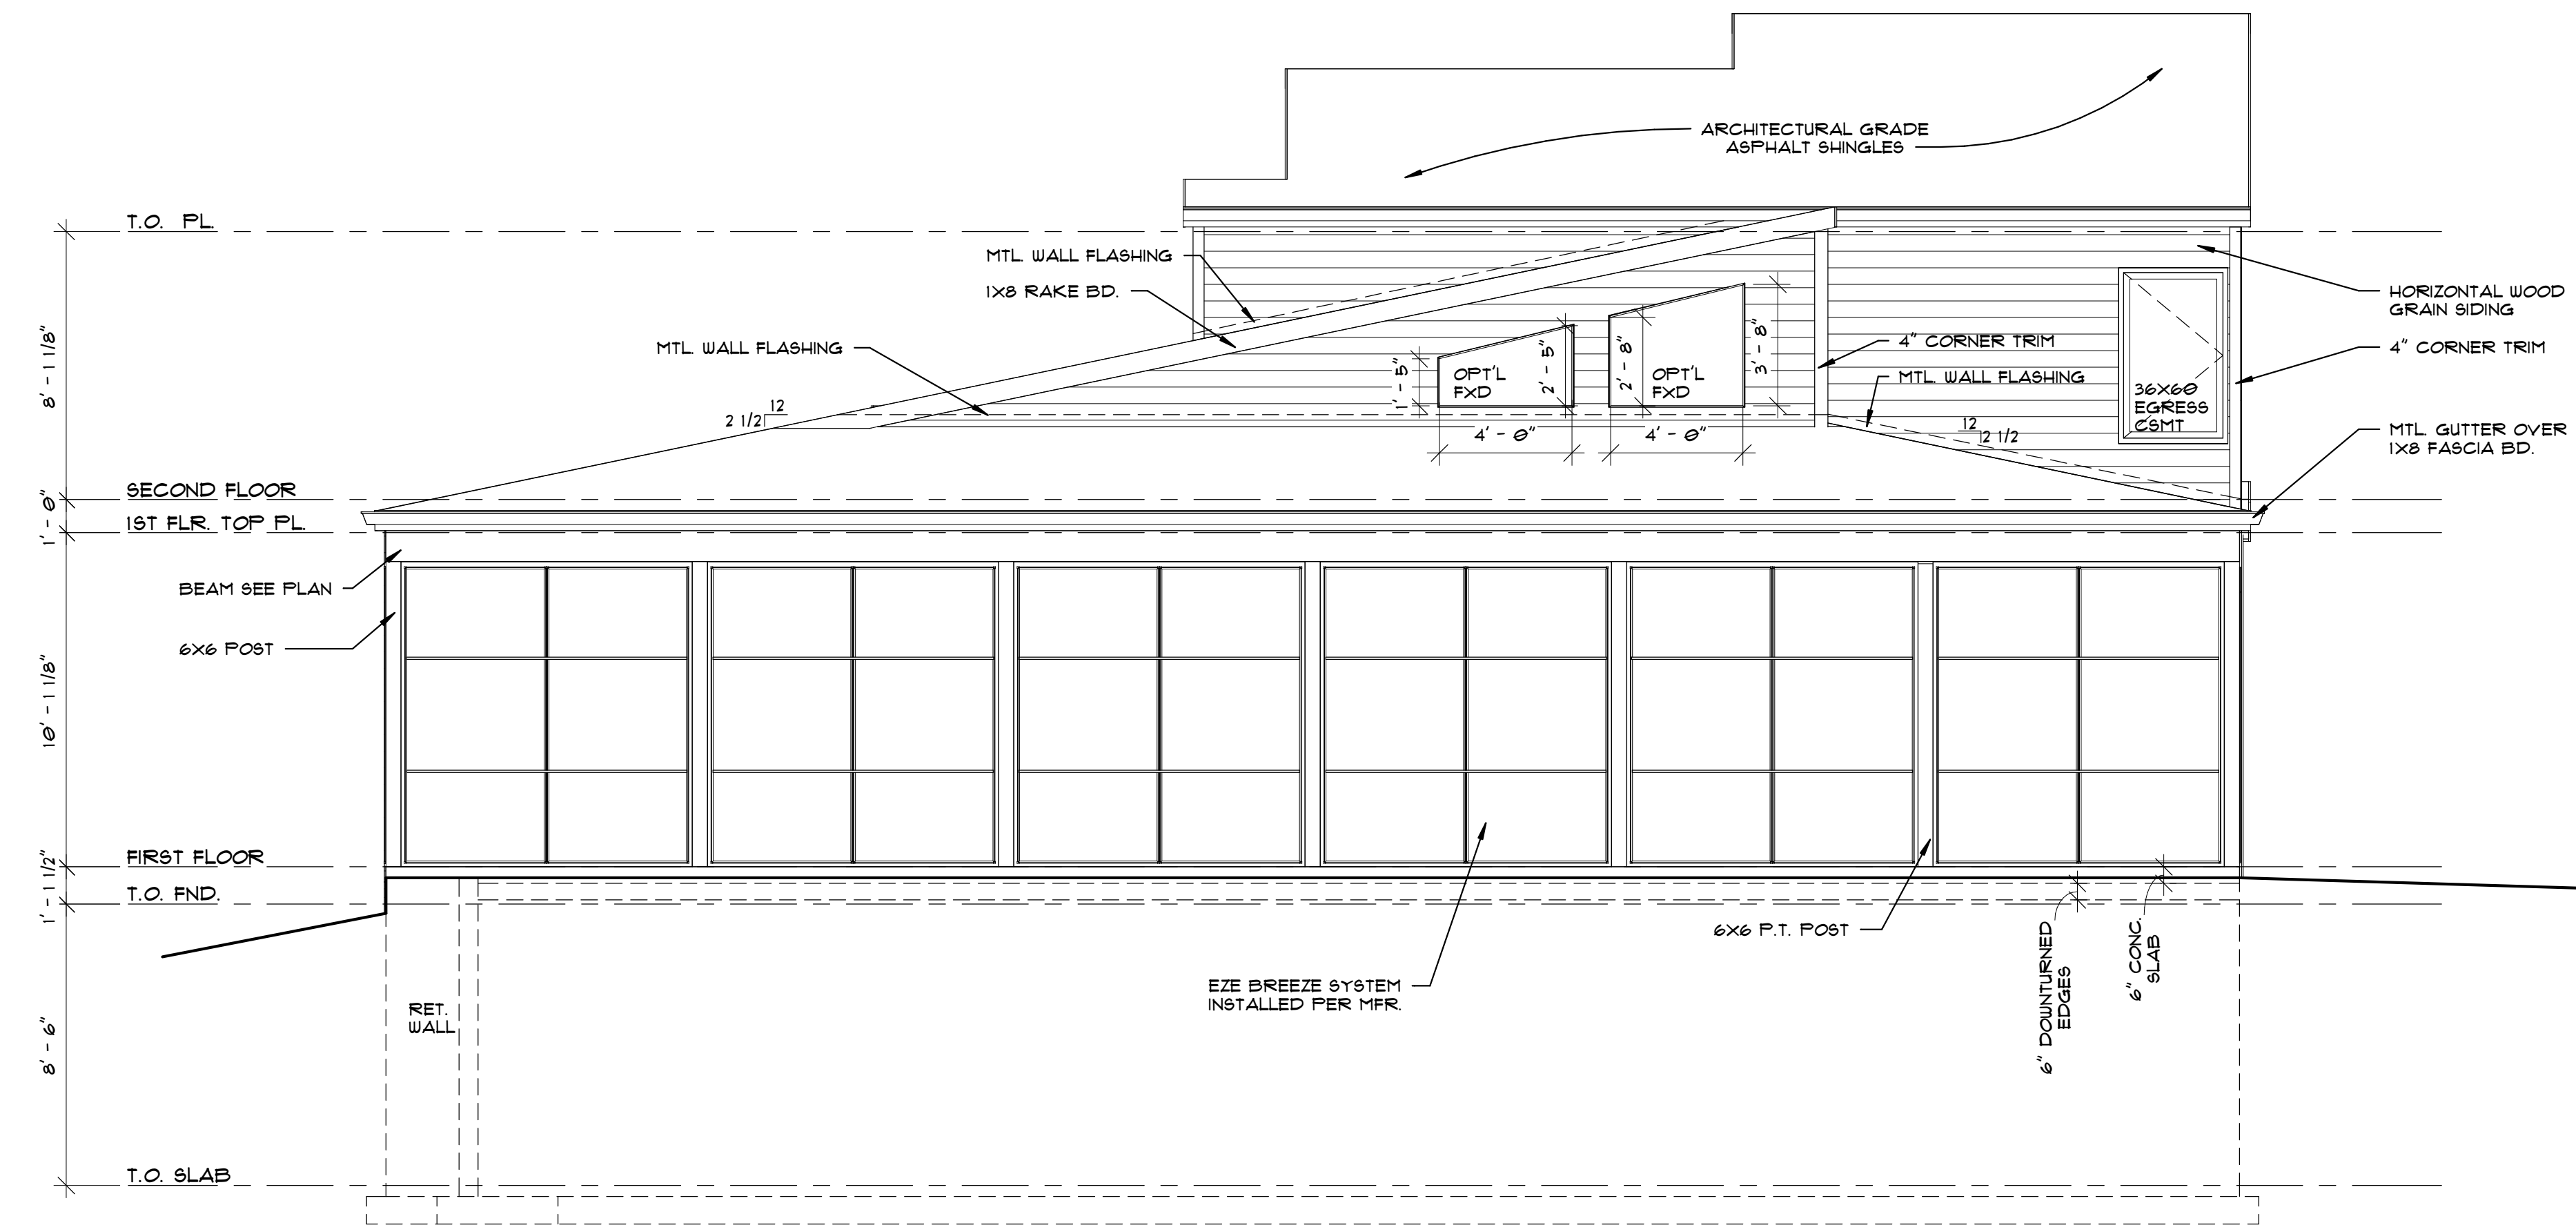 ARCHITECTURAL GRADE
ASPHALT SHINGLES
T.O. PL.
MTL. WALL FLASHING
1X8 RAKE BD.
MTL. WALL FLASHING
HORIZONTAL WOOD
GRAIN SIDING
4" CORNER TRIM
4" CORNER TRIM
MTL. WALL FLASHING
MTL. GUTTER OVER
1X8 FASCIA BD.
8' - 1 1/8"
12
2 1/2
1' - 5"
OPT'L
FXD
2' - 5"
2' - 8"
OPT'L
FXD
3' - 8"
4' - 0"
4' - 0"
36X60
EGRESS
CSMT
12
2 1/2
SECOND FLOOR
1' - 0"
1ST FLR. TOP PL.
BEAM SEE PLAN
6X6 POST
10' - 1 1/8"
FIRST FLOOR
1' - 1 1/2"
T.O. FND.
6X6 P.T. POST
EZE BREEZE SYSTEM
INSTALLED PER MFR.
6" DOWNTURNED
EDGES
6" CONC.
SLAB
RET.
WALL
8' - 6"
T.O. SLAB